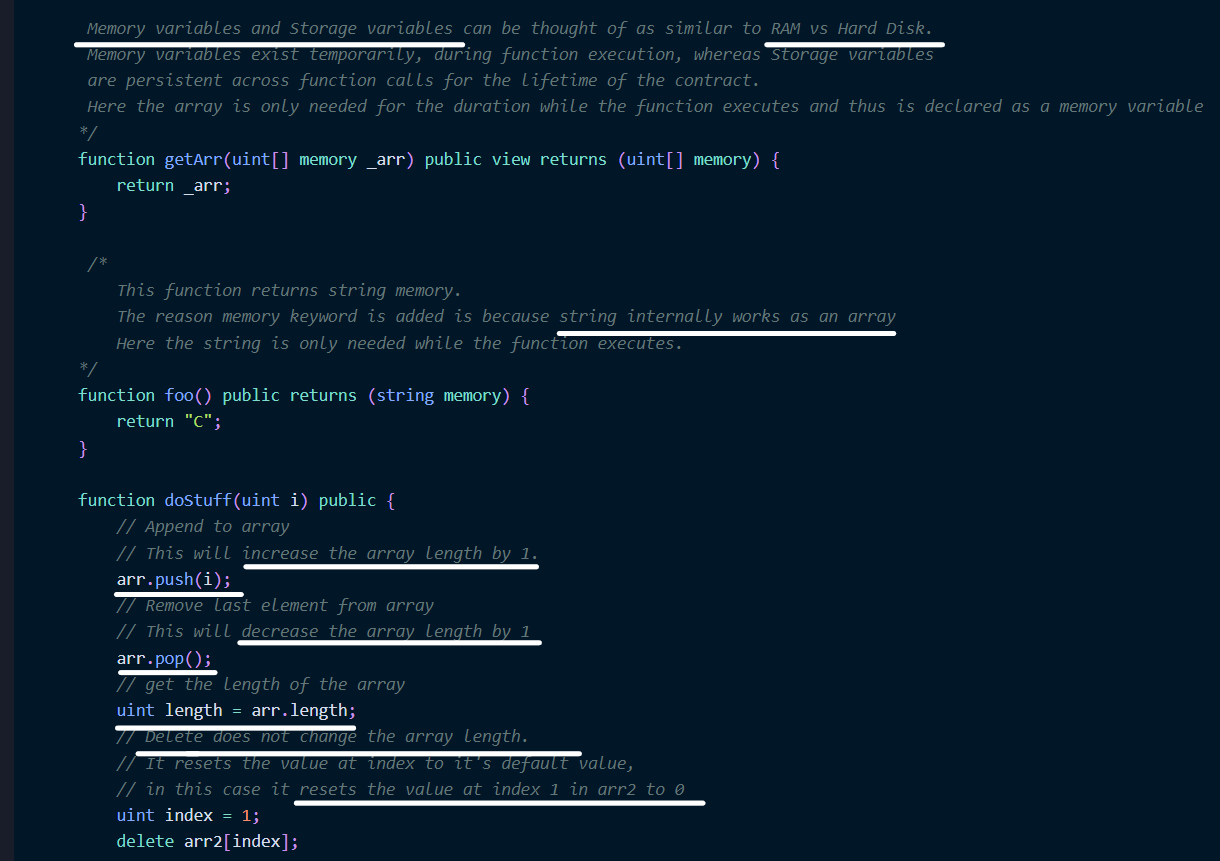 Memory variables and Storage variables can be thought of as similar to RAM vs Hard Disk.
Memory variables exist temporarily, during function execution, whereas Storage variables
are persistent across function calls for the lifetime of the contract.
Here the array is only needed for the duration while the function executes and thus is declared as a memory variable
*/
function getArr(uint[] memory _arr) public view returns (uint[] memory) {
return _arr;
}
/*
This function returns string memory.
The reason memory keyword is added is because string internally works as an array
Here the string is only needed while the function executes.
*/
function foo() public returns (string memory) {
return "C";
}
function doStuff(uint i) public {
// Append to array
// This will increase the array length by 1.
arr.push(i);
// Remove last element from array
// This will decrease the array length by 1
arr.pop();
// get the length of the array
uint length = arr.length;
// Delete does not change the array length.
// It resets the value at index to it's default value,
// in this case it resets the value at index 1 in arr2 to 0
uint index = 1;
delete arr2[index];